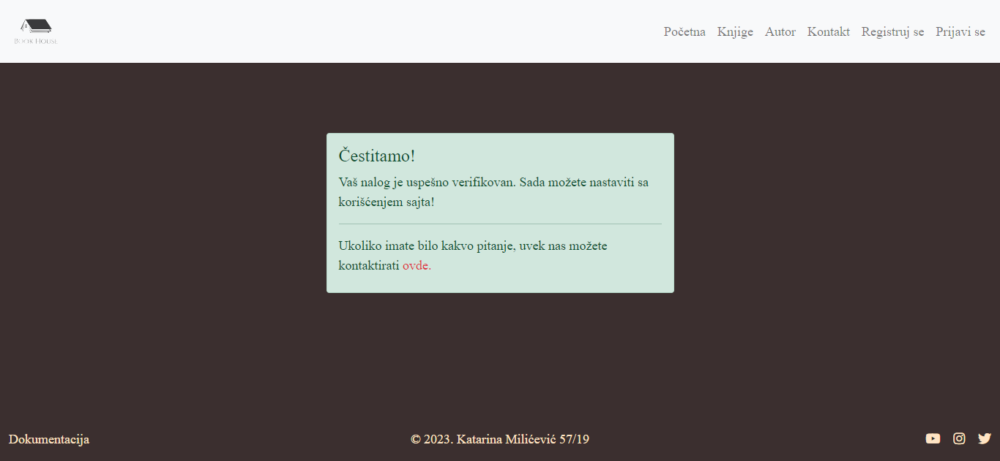 BOOK HOUSE
Početna Knjige Autor Kontakt Registruj se Prijavi se
Čestitamo!
Vaš nalog je uspešno verifikovan. Sada možete nastaviti sa
korišćenjem sajta!
Ukoliko imate bilo kakvo pitanje, uvek nas možete
kontaktirati ovde.
Dokumentacija
© 2023. Katarina Milićević 57/19